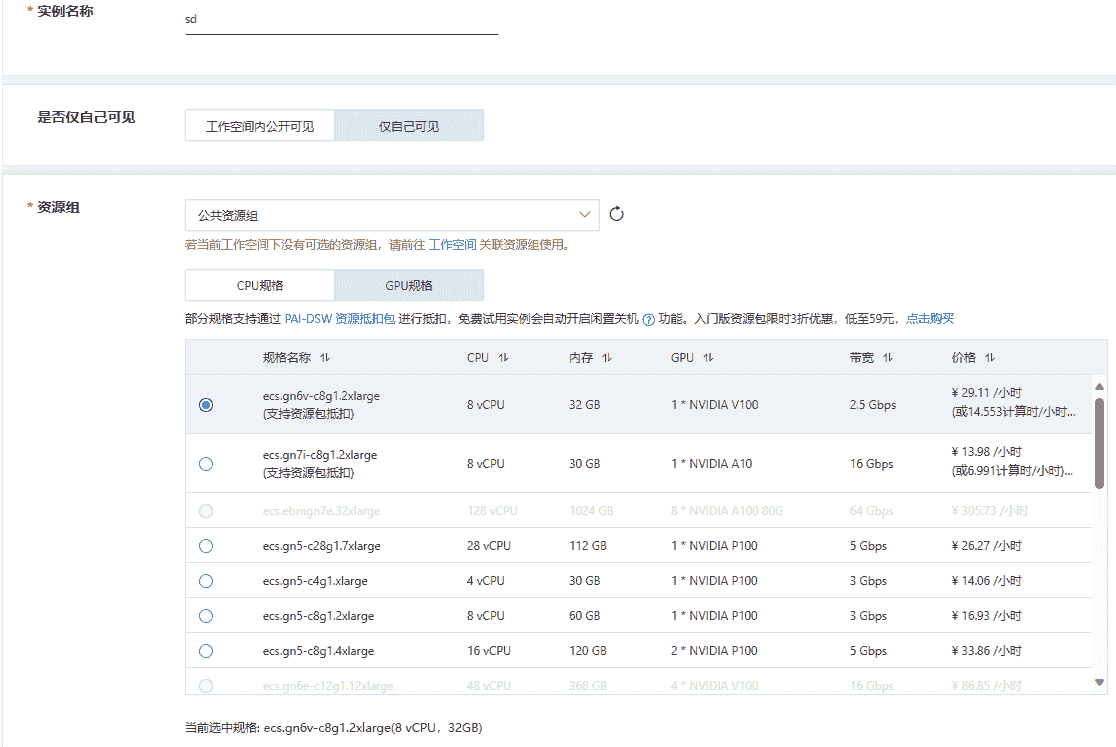 * 实例名称
sd
是否仅自己可见
工作空间内公开可见 仅自己可见
* 资源组
公共资源组
若当前工作空间下没有可选的资源组，请前往 工作空间 关联资源组使用。
CPU规格 GPU规格
部分规格支持通过 PAI-DSW 资源抵扣包 进行抵扣，免费试用实例会自动开启闲置关机 ? 功能。入门版资源包限时3折优惠，低至59元，点击购买
规格名称 CPU 内存 GPU 带宽 价格
ecs.gn6v-c8g1.2xlarge
(支持资源包抵扣) 8 vCPU 32 GB 1 * NVIDIA V100 2.5 Gbps ¥ 29.11 /小时
(或14.553计算时/小时...
ecs.gn7i-c8g1.2xlarge
(支持资源包抵扣) 8 vCPU 30 GB 1 * NVIDIA A10 16 Gbps ¥ 13.98 /小时
(或6.991计算时/小时)...
ecs.ebmgn7e.32xlarge 128 vCPU 1024 GB 8 * NVIDIA A100 80G 64 Gbps ¥ 305.73 /小时
ecs.gn5-c28g1.7xlarge 28 vCPU 112 GB 1 * NVIDIA P100 5 Gbps ¥ 26.27 /小时
ecs.gn5-c4g1.xlarge 4 vCPU 30 GB 1 * NVIDIA P100 3 Gbps ¥ 14.06 /小时
ecs.gn5-c8g1.2xlarge 8 vCPU 60 GB 1 * NVIDIA P100 3 Gbps ¥ 16.93 /小时
ecs.gn5-c8g1.4xlarge 16 vCPU 120 GB 2 * NVIDIA P100 5 Gbps ¥ 33.86 /小时
ecs.gn6e-c12g1.12xlarge 48 vCPU 368 GB 4 * NVIDIA V100 16 Gbps ¥ 86.85 /小时
当前选中规格: ecs.gn6v-c8g1.2xlarge(8 vCPU，32GB)